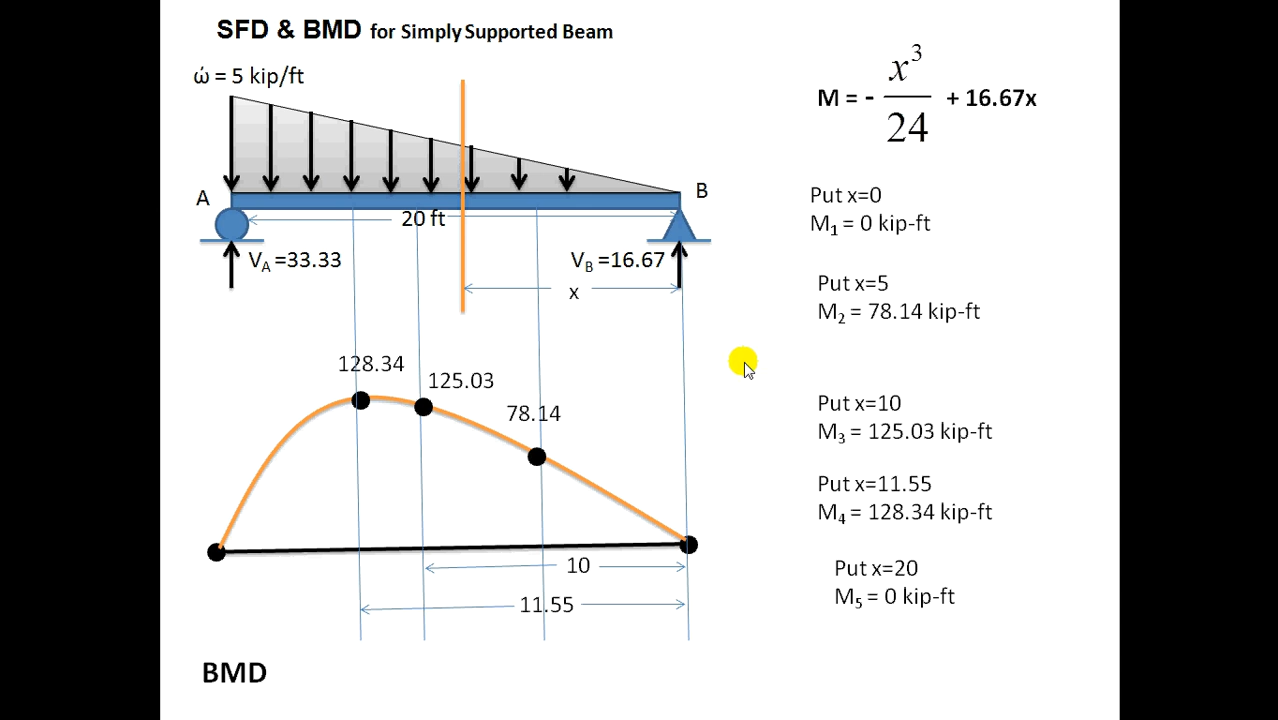 SFD & BMD for Simply Supported Beam
ώ = 5 kip/ft
A
B
20 ft
V_A =33.33
V_B =16.67
x
128.34
125.03
78.14
10
11.55
BMD
M = - x³/24 + 16.67x
Put x=0
M₁ = 0 kip-ft
Put x=5
M₂ = 78.14 kip-ft
Put x=10
M₃ = 125.03 kip-ft
Put x=11.55
M₄ = 128.34 kip-ft
Put x=20
M₅ = 0 kip-ft